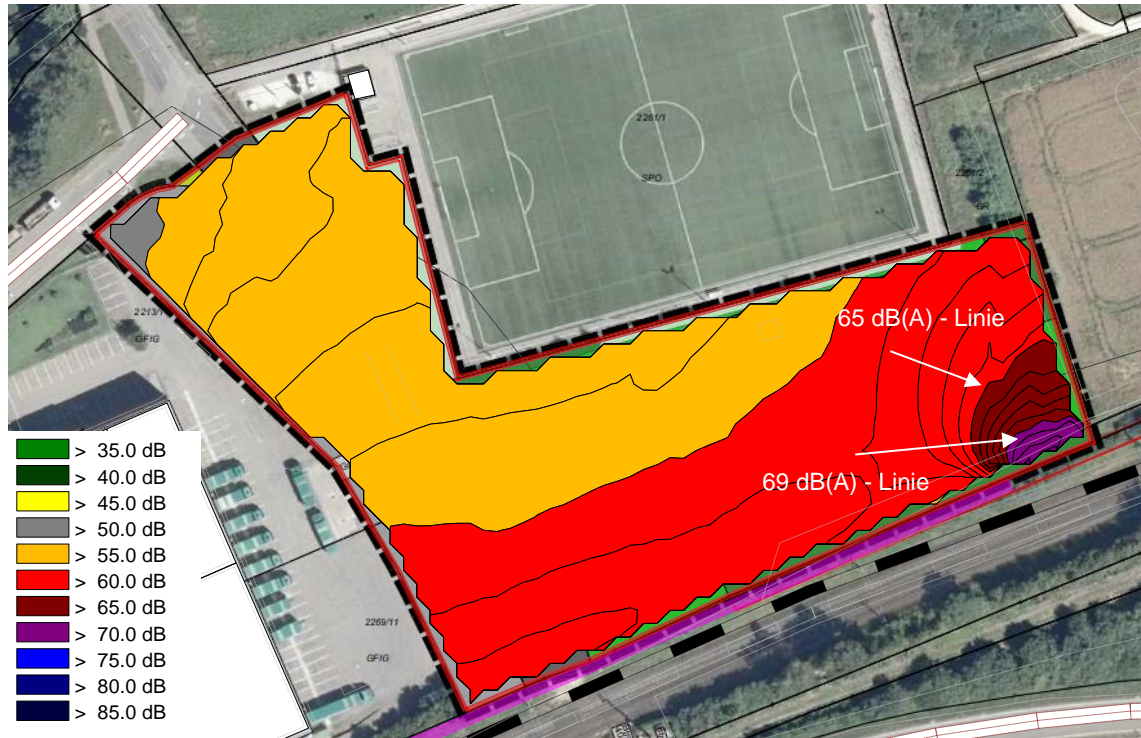 2261/1
SPO
2261/2
GR
2213/1
GFIG
65 dB(A) - Linie
69 dB(A) - Linie
> 35.0 dB
> 40.0 dB
> 45.0 dB
> 50.0 dB
> 55.0 dB
> 60.0 dB
> 65.0 dB
> 70.0 dB
> 75.0 dB
> 80.0 dB
> 85.0 dB
2269/11
GFIG